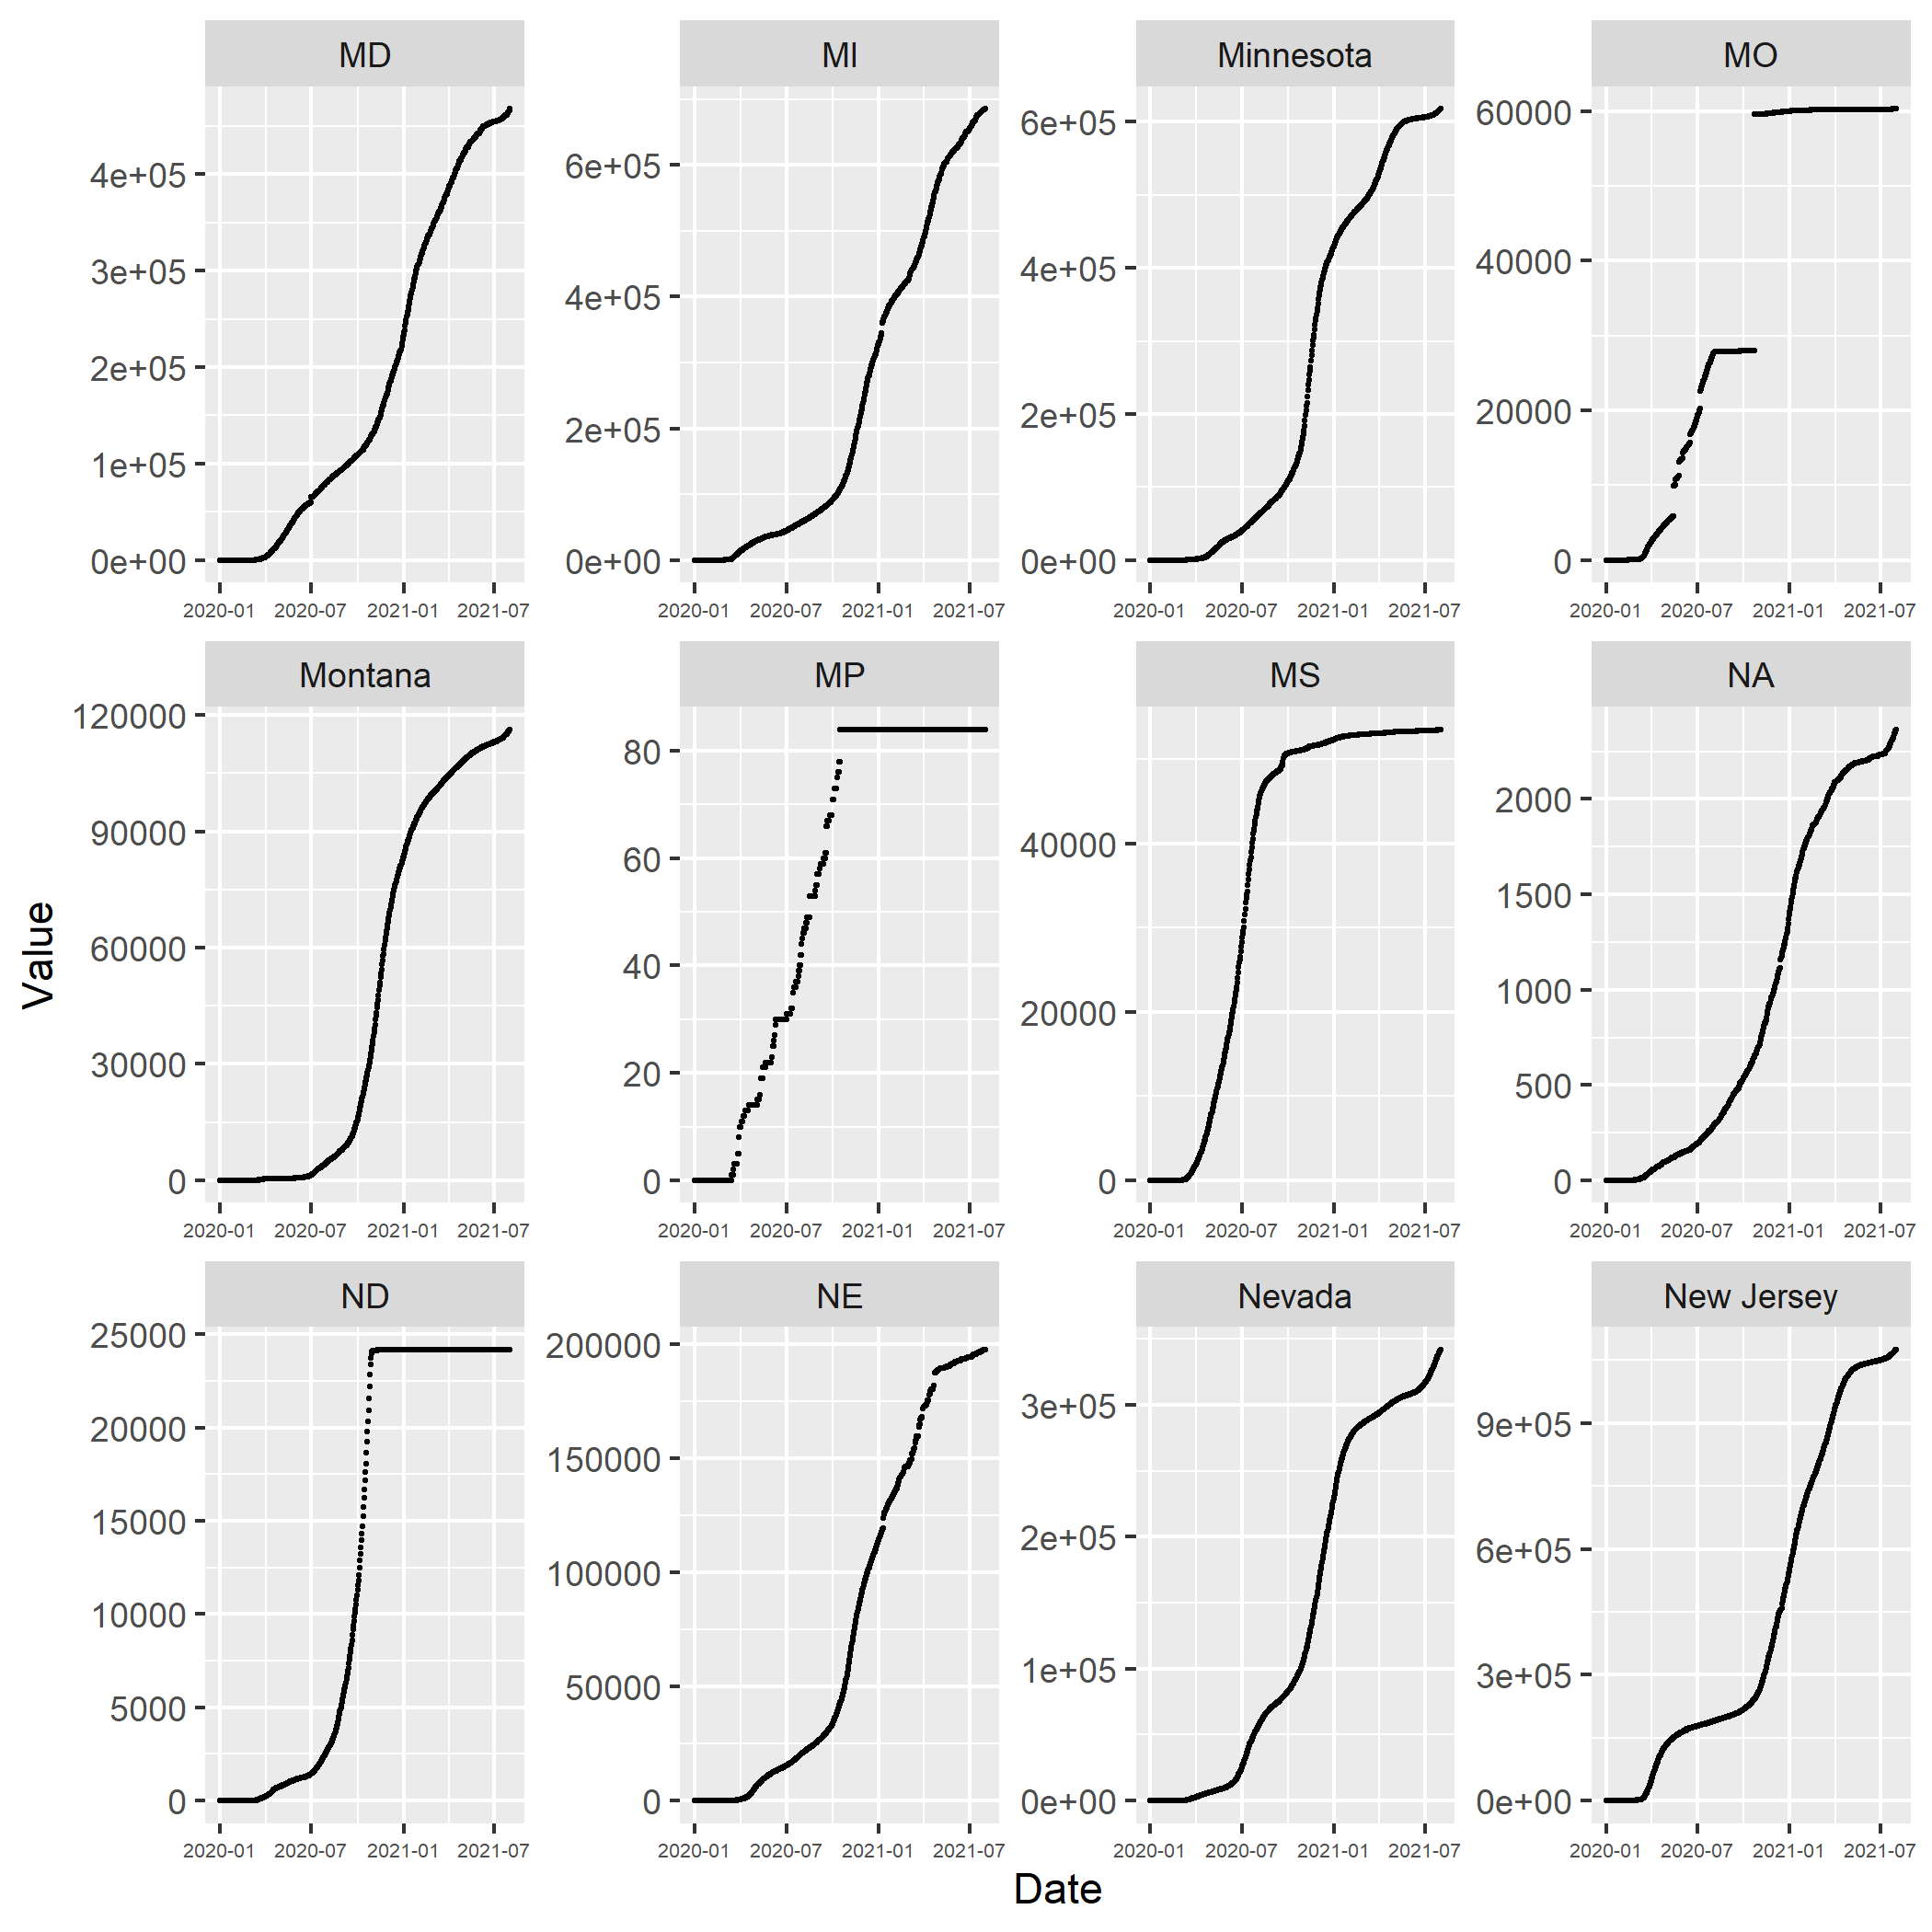 MD MI Minnesota MO
4e+05
3e+05
2e+05
1e+05
0e+00
6e+05
4e+05
2e+05
0e+00
6e+05
4e+05
2e+05
0e+00
60000
40000
20000
0
2020-01 2020-07 2021-01 2021-07 2020-01 2020-07 2021-01 2021-07 2020-01 2020-07 2021-01 2021-07 2020-01 2020-07 2021-01 2021-07
Montana MP MS NA
120000
90000
60000
30000
0
80
60
40
20
0
40000
20000
0
2000
1500
1000
500
0
2020-01 2020-07 2021-01 2021-07 2020-01 2020-07 2021-01 2021-07 2020-01 2020-07 2021-01 2021-07 2020-01 2020-07 2021-01 2021-07
Value
ND NE Nevada New Jersey
25000
20000
15000
10000
5000
0
200000
150000
100000
50000
0
3e+05
2e+05
1e+05
0e+00
9e+05
6e+05
3e+05
0e+00
2020-01 2020-07 2021-01 2021-07 2020-01 2020-07 2021-01 2021-07 2020-01 2020-07 2021-01 2021-07 2020-01 2020-07 2021-01 2021-07
Date